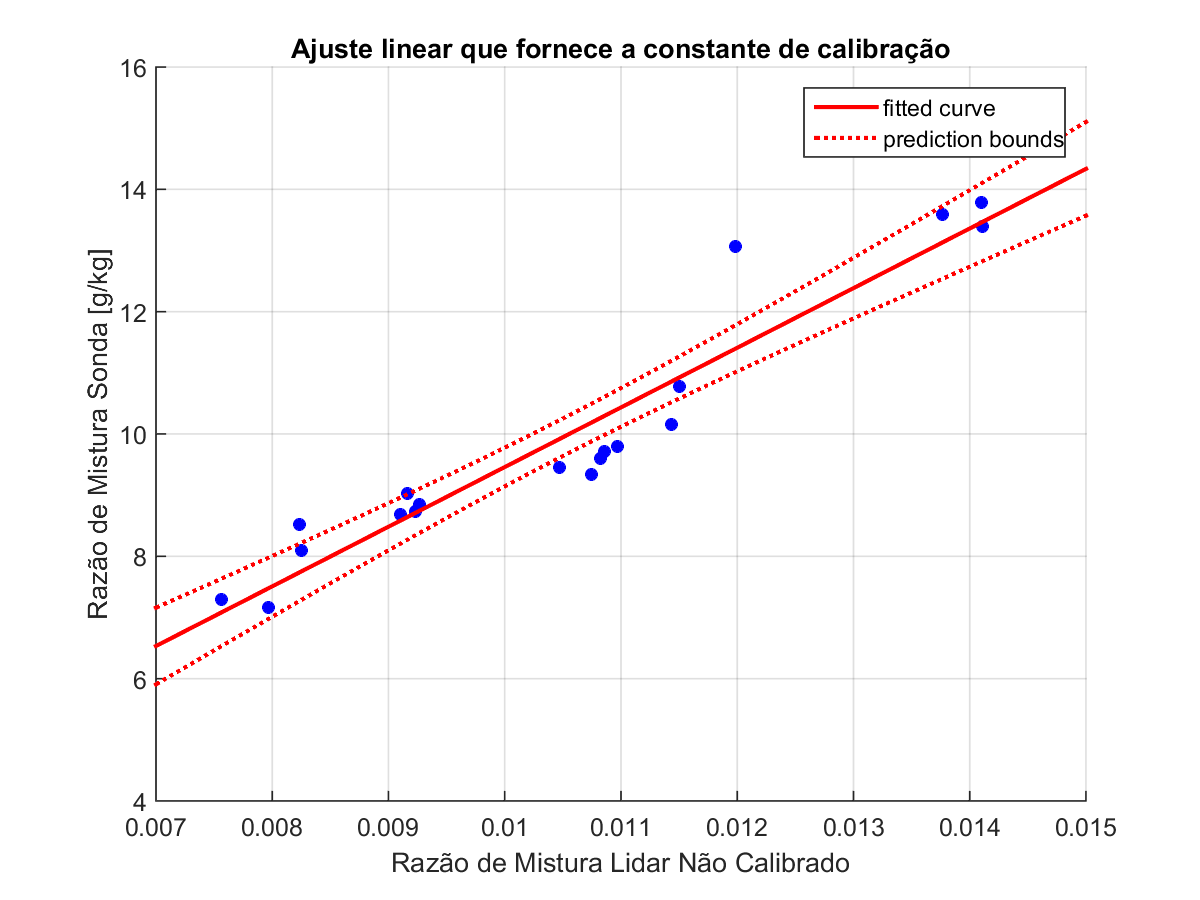 Ajuste linear que fornece a constante de calibração
fitted curve
prediction bounds
16
14
12
10
8
6
4
Razão de Mistura Sonda [g/kg]
0.007 0.008 0.009 0.01 0.011 0.012 0.013 0.014 0.015
Razão de Mistura Lidar Não Calibrado